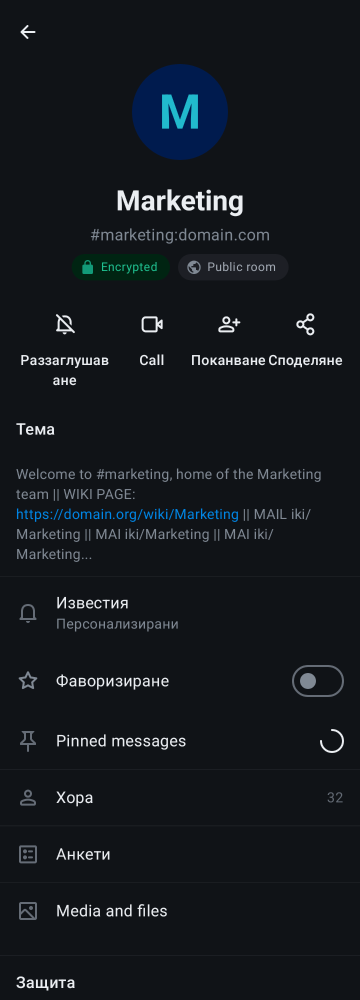 M
Marketing
#marketing:domain.com
Encrypted
Public room
Раззаглушав
ане
Call
Поканване
Споделяне
Тема
Welcome to #marketing, home of the Marketing
team || WIKI PAGE:
https://domain.org/wiki/Marketing || MAIL iki/
Marketing || MAI iki/Marketing || MAI iki/
Marketing...
Известия
Персонализирани
Фаворизиране
Pinned messages
Хора 32
Анкети
Media and files
Защита